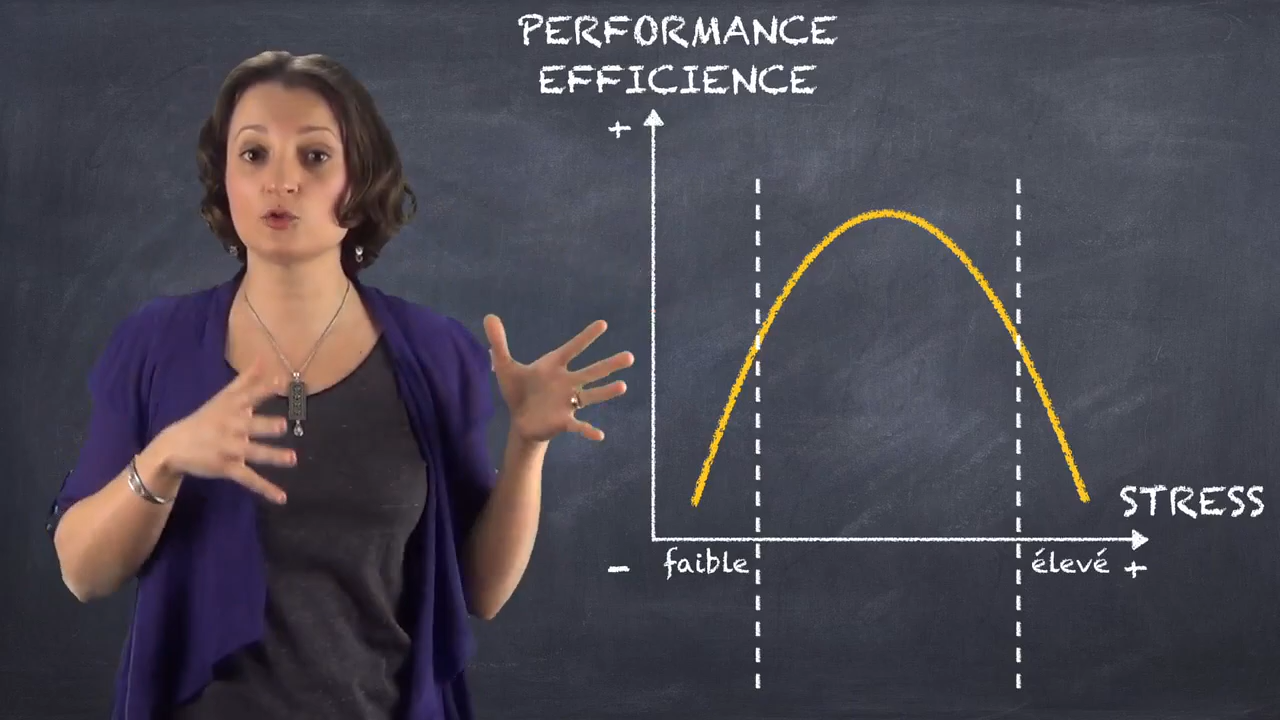 PERFORMANCE
EFFICIENCE
+
STRESS
- faible élevé +